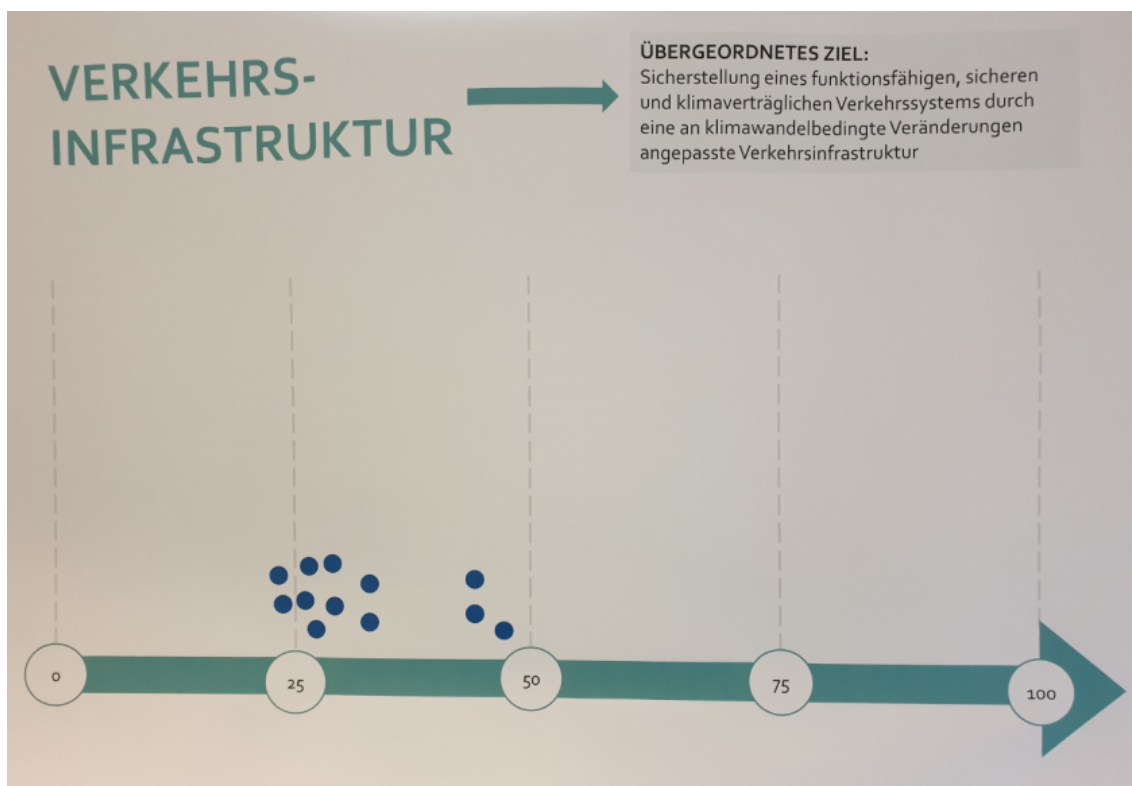 VERKEHRS-
INFRASTRUKTUR
ÜBERGEORDNETES ZIEL:
Sicherstellung eines funktionsfähigen, sicheren
und klimaverträglichen Verkehrssystems durch
eine an klimawandelbedingte Veränderungen
angepasste Verkehrsinfrastruktur
0
25
50
75
100